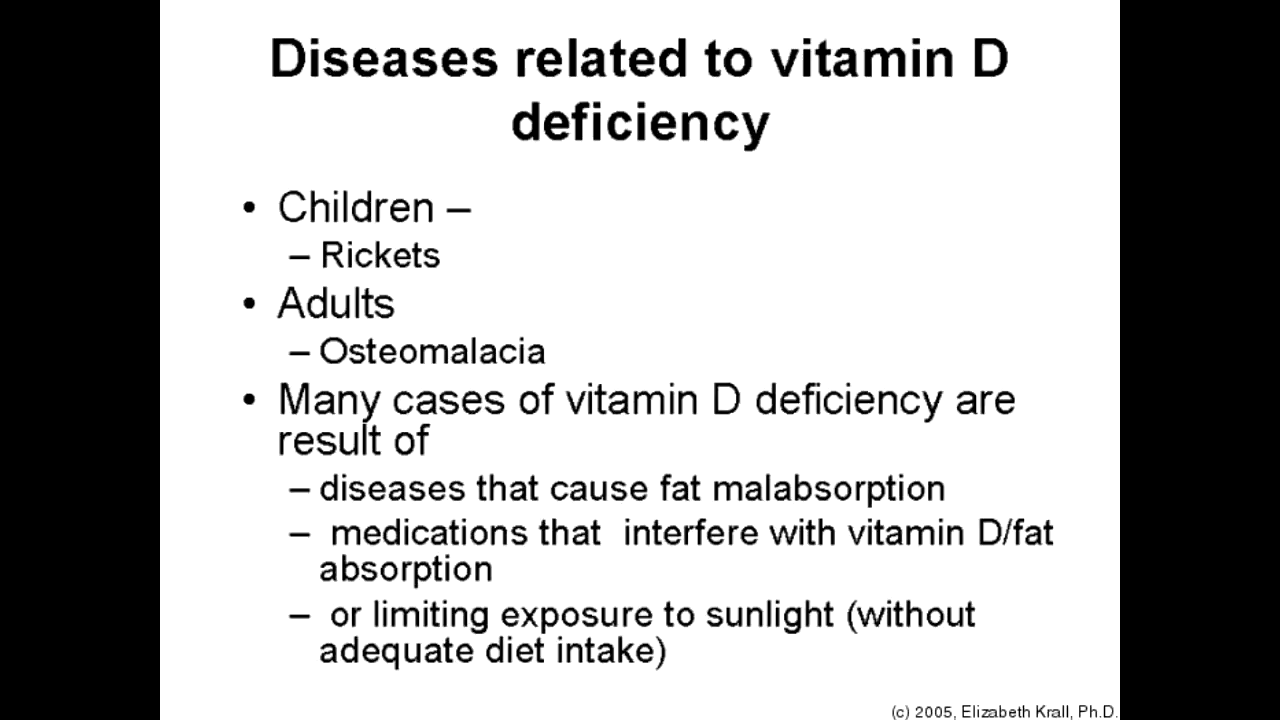 Diseases related to vitamin D
deficiency
• Children –
– Rickets
• Adults
– Osteomalacia
• Many cases of vitamin D deficiency are
result of
– diseases that cause fat malabsorption
– medications that interfere with vitamin D/fat
absorption
– or limiting exposure to sunlight (without
adequate diet intake)
(c) 2005, Elizabeth Krall, Ph.D.